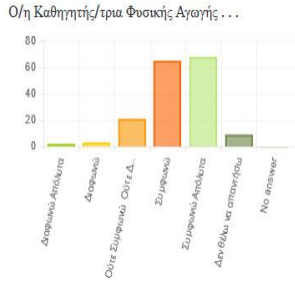 Ο/η Καθηγητής/τρια Φυσικής Αγωγής . . .
80
60
40
20
0
Διαφωνώ Απόλυτα
Διαφωνώ
Ούτε Συμφωνώ Ούτε Δ...
Συμφωνώ
Συμφωνώ Απόλυτα
Δεν θέλω να απαντήσω
No answer